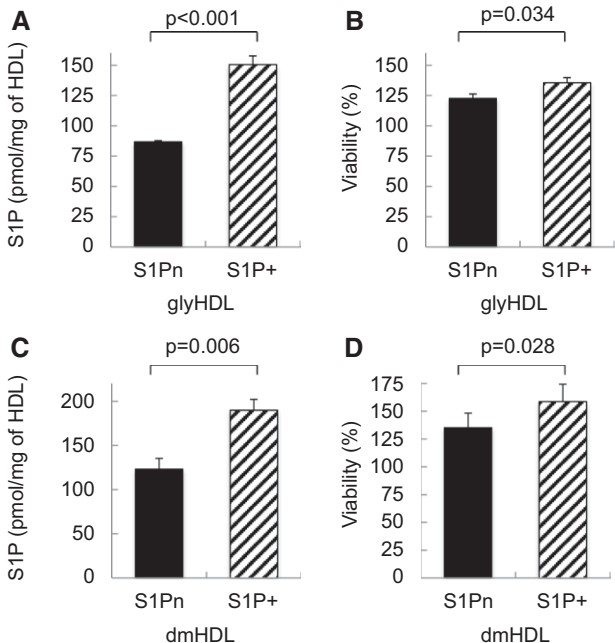 A
p<0.001
S1P (pmol/mg of HDL)
150
125
100
75
50
25
0
S1Pn S1P+
glyHDL
B
p=0.034
Viability (%)
150
125
100
75
50
25
0
S1Pn S1P+
glyHDL
C
p=0.006
S1P (pmol/mg of HDL)
200
150
100
50
0
S1Pn S1P+
dmHDL
D
p=0.028
Viability (%)
175
150
125
100
75
50
25
0
S1Pn S1P+
dmHDL